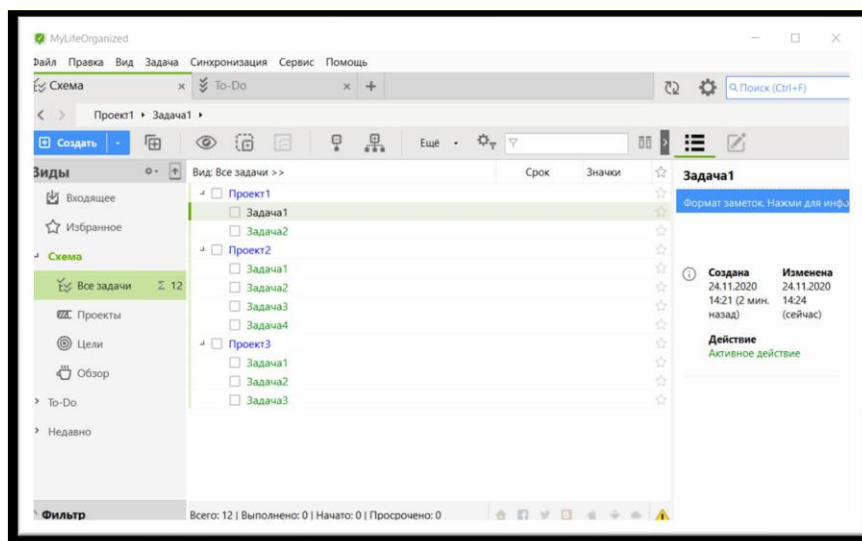 MyLifeOrganized
Файл Правка Вид Задача Синхронизация Сервис Помощь
Схема × To-Do × +
Поиск (Ctrl+F)
Проект1 Задача1
Создать
Ещё
Виды
Входящее
Избранное
Схема
Все задачи Σ 12
Проекты
Цели
Обзор
To-Do
Недавно
Фильтр
Вид: Все задачи >> Срок Значки
Проект1
Задача1
Задача2
Проект2
Задача1
Задача2
Задача3
Задача4
Проект3
Задача1
Задача2
Задача3
Всего: 12 | Выполнено: 0 | Начато: 0 | Просрочено: 0
Задача1
Формат заметок. Нажми для инфо
Создана Изменена
24.11.2020 24.11.2020
14:21 (2 мин. 14:24
назад) (сейчас)
Действие
Активное действие